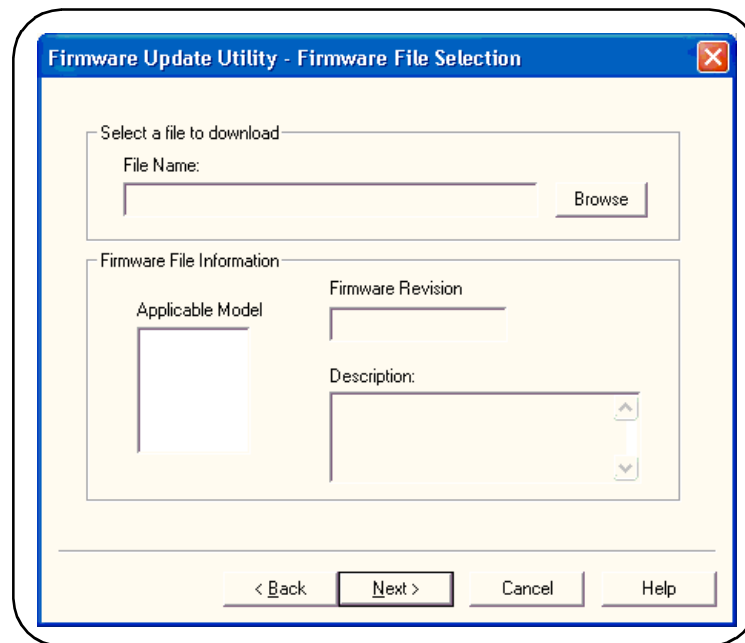 Firmware Update Utility - Firmware File Selection
Select a file to download
File Name:
Browse
Firmware File Information
Applicable Model
Firmware Revision
Description:
< Back
Next >
Cancel
Help